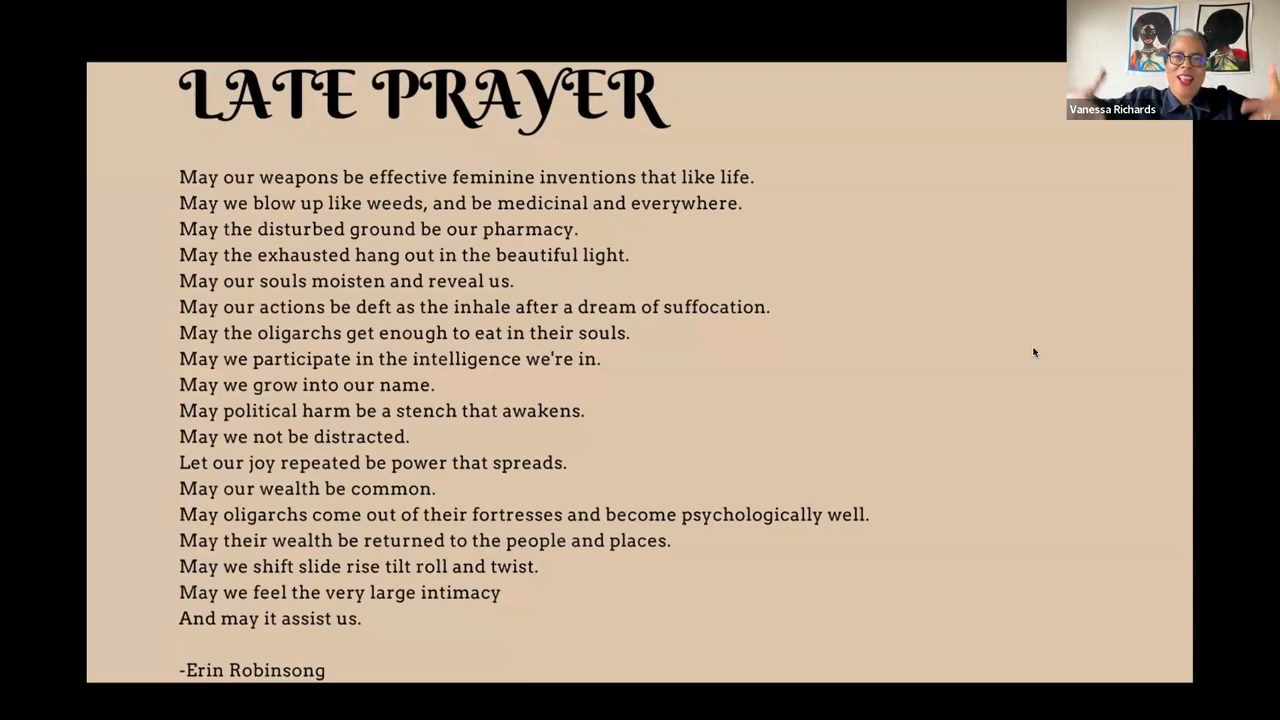 LATE PRAYER
Vanessa Richards
May our weapons be effective feminine inventions that like life.
May we blow up like weeds, and be medicinal and everywhere.
May the disturbed ground be our pharmacy.
May the exhausted hang out in the beautiful light.
May our souls moisten and reveal us.
May our actions be deft as the inhale after a dream of suffocation.
May the oligarchs get enough to eat in their souls.
May we participate in the intelligence we're in.
May we grow into our name.
May political harm be a stench that awakens.
May we not be distracted.
Let our joy repeated be power that spreads.
May our wealth be common.
May oligarchs come out of their fortresses and become psychologically well.
May their wealth be returned to the people and places.
May we shift slide rise tilt roll and twist.
May we feel the very large intimacy
And may it assist us.
-Erin Robinsong